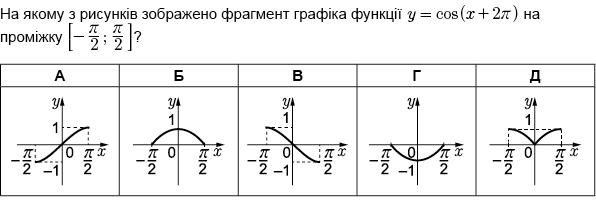 На якому з рисунків зображено фрагмент графіка функції y = cos(x + 2π) на
проміжку [−π/2; π/2]?
А Б В Г Д
y y y y y
1 1 1 1
−π/2 0 π/2 x −π/2 0 π/2 x −π/2 0 π/2 x −π/2 0 π/2 x −π/2 0 π/2 x
−1 −1 −1